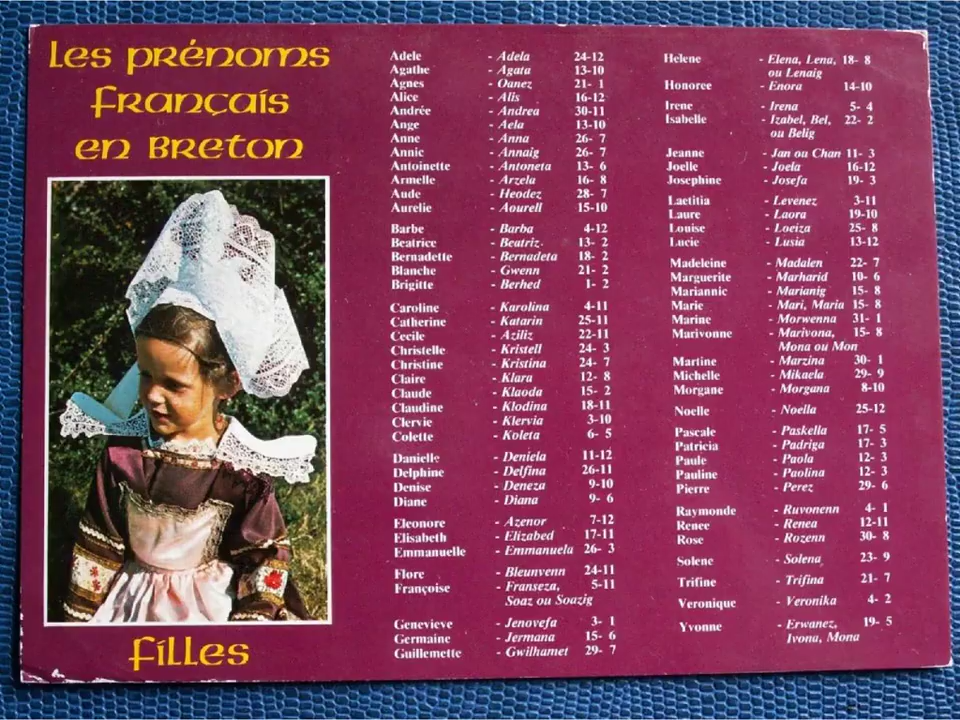 Les prénoms
français
en Breton
filles
Adele - Adela 24-12
Agathe - Agata 13-10
Agnes - Oanez 21- 1
Alice - Alis 16-12
Andrée - Andrea 30-11
Ange - Aela 13-10
Anne - Anna 26- 7
Annic - Annaig 26- 7
Antoinette - Antoneta 13- 6
Armelle - Arzela 16- 8
Aude - Heodez 28- 7
Aurelie - Aourell 15-10
Barbe - Barba 4-12
Beatrice - Beatriz 13- 2
Bernadette - Bernadeta 18- 2
Blanche - Gwenn 21- 2
Brigitte - Berhed 1- 2
Caroline - Karolina 4-11
Catherine - Katarin 25-11
Cecile - Aziliz 22-11
Christelle - Kristell 24- 3
Christine - Kristina 24- 7
Claire - Klara 12- 8
Claude - Klaoda 15- 2
Claudine - Klodina 18-11
Clervie - Klervia 3-10
Colette - Koleta 6- 5
Danielle - Deniela 11-12
Delphine - Delfina 26-11
Denise - Deneza 9-10
Diane - Diana 9- 6
Eleonore - Azenor 7-12
Elisabeth - Elizabed 17-11
Emmanuelle - Emmanuela 26- 3
Flore - Bleunvenn 24-11
Françoise - Franseza, 5-11
Soaz ou Soazig
Genevieve - Jenovefa 3- 1
Germaine - Jermana 15- 6
Guillemette - Gwilhamet 29- 7
Helene - Elena, Lena, 18- 8
ou Lenaig
Honoree - Enora 14-10
Irene - Irena 5- 4
Isabelle - Izabel, Bel, 22- 2
ou Belig
Jeanne - Jan ou Chan 11- 3
Joelle - Joela 16-12
Josephine - Josefa 19- 3
Laetitia - Levenez 3-11
Laure - Laora 19-10
Louise - Loeiza 25- 8
Lucie - Lusia 13-12
Madeleine - Madalen 22- 7
Marguerite - Marharid 10- 6
Mariannic - Marianig 15- 8
Marie - Mari, Maria 15- 8
Marine - Morwenna 31- 1
Marivonne - Marivona, 15- 8
Mona ou Mon
Martine - Marzina 30- 1
Michelle - Mikaela 29- 9
Morgane - Morgana 8-10
Noelle - Noella 25-12
Pascale - Paskella 17- 5
Patricia - Padriga 17- 3
Paule - Paola 12- 3
Pauline - Paolina 12- 3
Pierre - Perez 29- 6
Raymonde - Ruvonenn 4- 1
Renee - Renea 12-11
Rose - Rozenn 30- 8
Solene - Solena 23- 9
Trifine - Trifina 21- 7
Veronique - Veronika 4- 2
Yvonne - Erwanez, 19- 5
Ivona, Mona